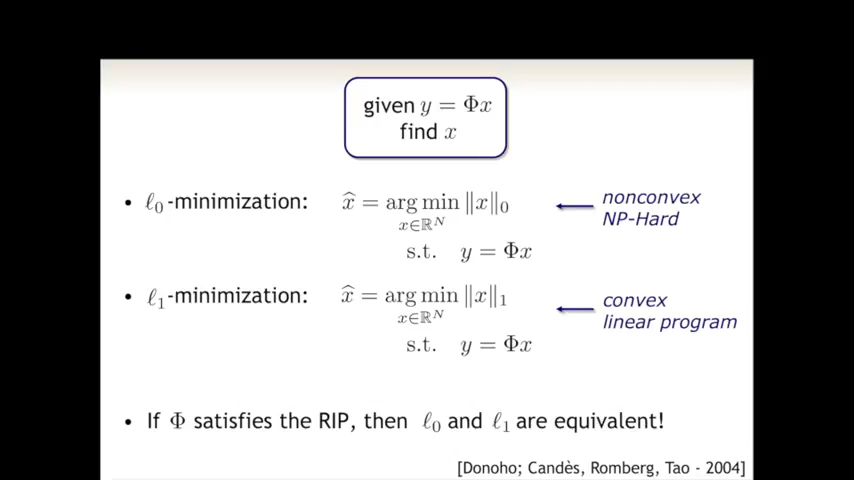 given y = Φx
find x
• ℓ₀-minimization: x̂ = arg min ‖x‖₀
x∈ℝᴺ
s.t. y = Φx
nonconvex
NP-Hard
• ℓ₁-minimization: x̂ = arg min ‖x‖₁
x∈ℝᴺ
s.t. y = Φx
convex
linear program
• If Φ satisfies the RIP, then ℓ₀ and ℓ₁ are equivalent!
[Donoho; Candès, Romberg, Tao - 2004]